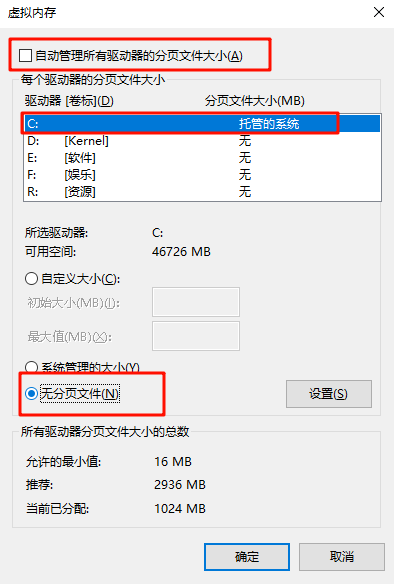 虚拟内存
自动管理所有驱动器的分页文件大小(A)
每个驱动器的分页文件大小
驱动器 [卷标](D) 分页文件大小(MB)
C: 托管的系统
D: [Kernel] 无
E: [软件] 无
F: [娱乐] 无
R: [资源] 无
所选驱动器: C:
可用空间: 46726 MB
自定义大小(C):
初始大小(MB)(I):
最大值(MB)(X):
系统管理的大小(Y)
无分页文件(N) 设置(S)
所有驱动器分页文件大小的总数
允许的最小值: 16 MB
推荐: 2936 MB
当前已分配: 1024 MB
确定 取消